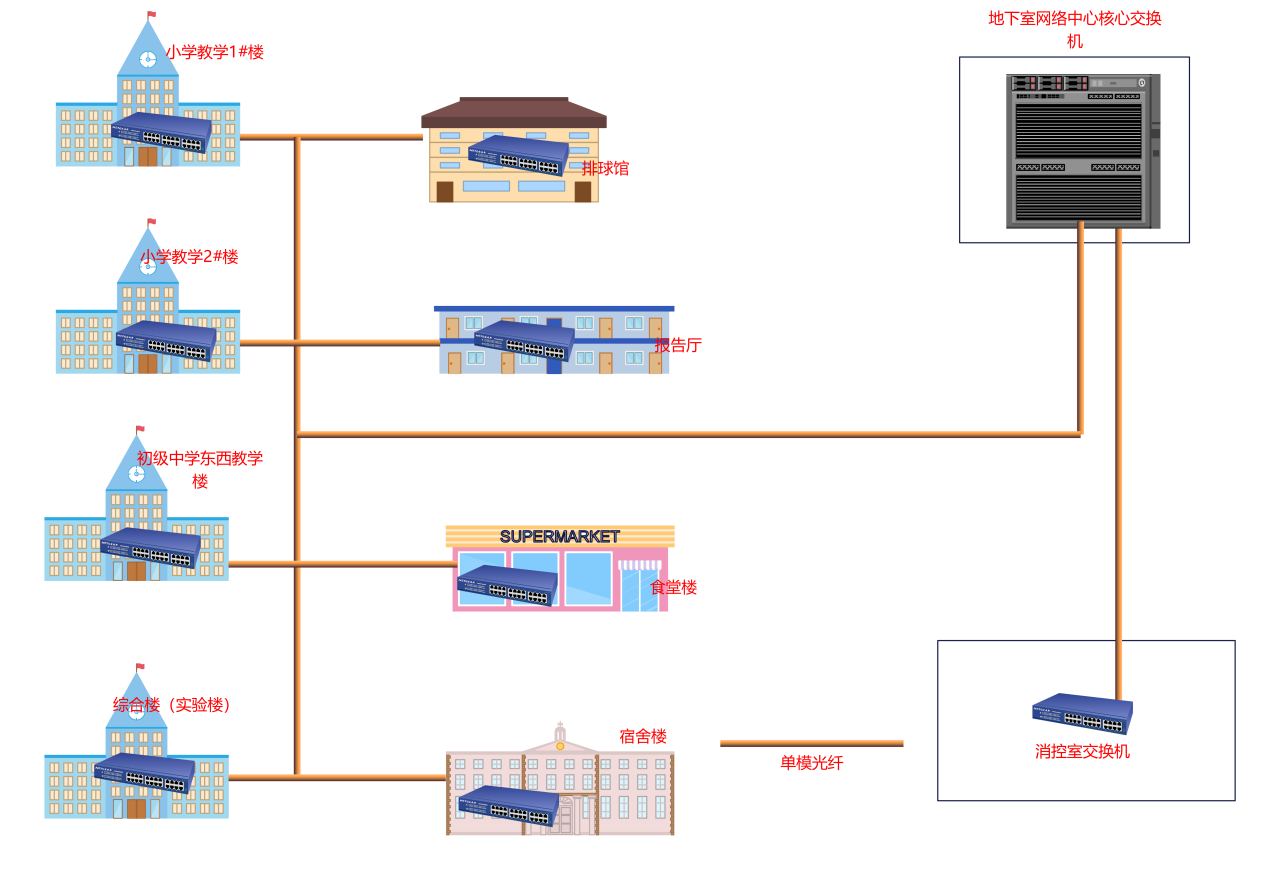 地下室网络中心核心交换
机
小学教学1#楼
排球馆
小学教学2#楼
报告厅
初级中学东西教学
楼
SUPERMARKET
食堂楼
综合楼（实验楼）
宿舍楼
单模光纤
消控室交换机